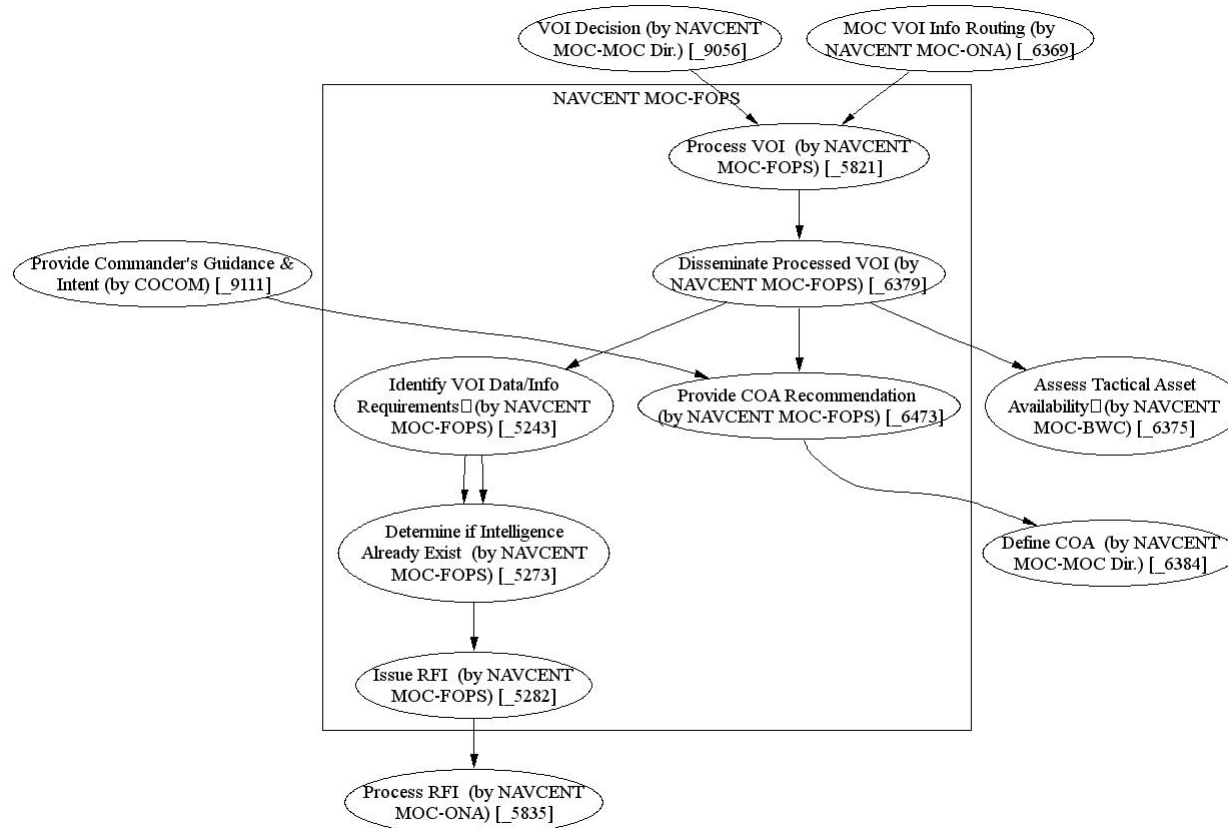 VOI Decision (by NAVCENT
MOC-MOC Dir.) [_9056]
MOC VOI Info Routing (by
NAVCENT MOC-ONA) [_6369]
NAVCENT MOC-FOPS
Process VOI  (by NAVCENT
MOC-FOPS) [_5821]
Provide Commander's Guidance &
Intent (by COCOM) [_9111]
Disseminate Processed VOI (by
NAVCENT MOC-FOPS) [_6379]
Identify VOI Data/Info
Requirements□ (by NAVCENT
MOC-FOPS) [_5243]
Provide COA Recommendation
(by NAVCENT MOC-FOPS) [_6473]
Assess Tactical Asset
Availability□ (by NAVCENT
MOC-BWC) [_6375]
Determine if Intelligence
Already Exist  (by NAVCENT
MOC-FOPS) [_5273]
Define COA  (by NAVCENT
MOC-MOC Dir.) [_6384]
Issue RFI  (by NAVCENT
MOC-FOPS) [_5282]
Process RFI  (by NAVCENT
MOC-ONA) [_5835]